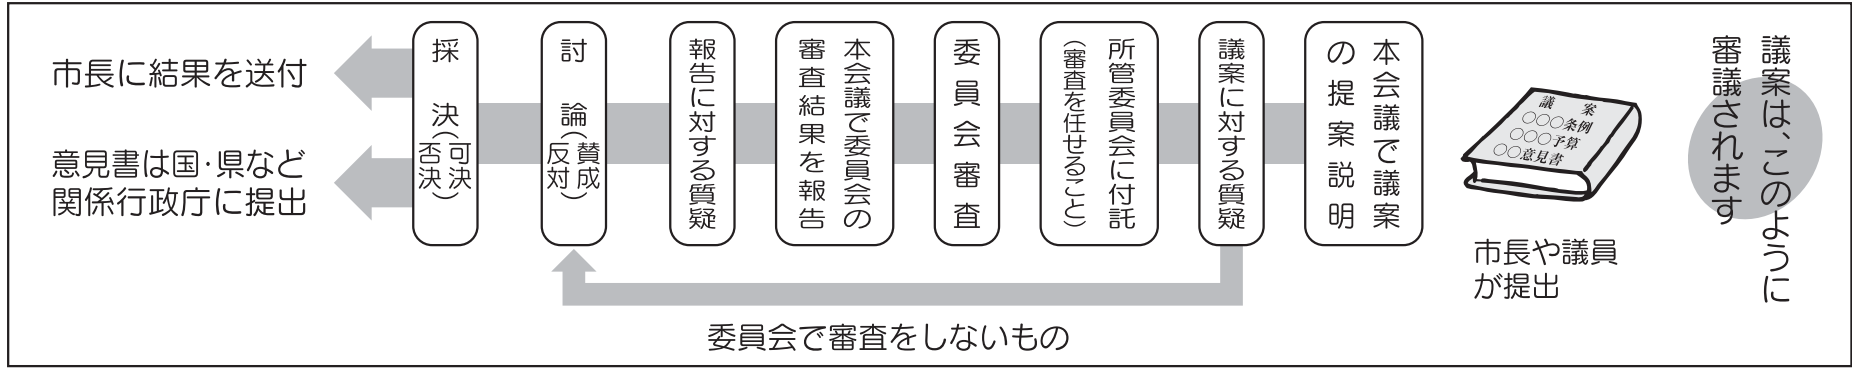 議案は、このように
審議されます
議案
○○○条例
○○○予算
○○意見書
市長や議員
が提出
本会議で議案
の提案説明
議案に対する質疑
所管委員会に付託
（審査を任せること）
委員会審査
本会議で委員会の
審査結果を報告
報告に対する質疑
討論（賛成
反対）
採決（可決
否決）
市長に結果を送付
意見書は国・県など
関係行政庁に提出
委員会で審査をしないもの